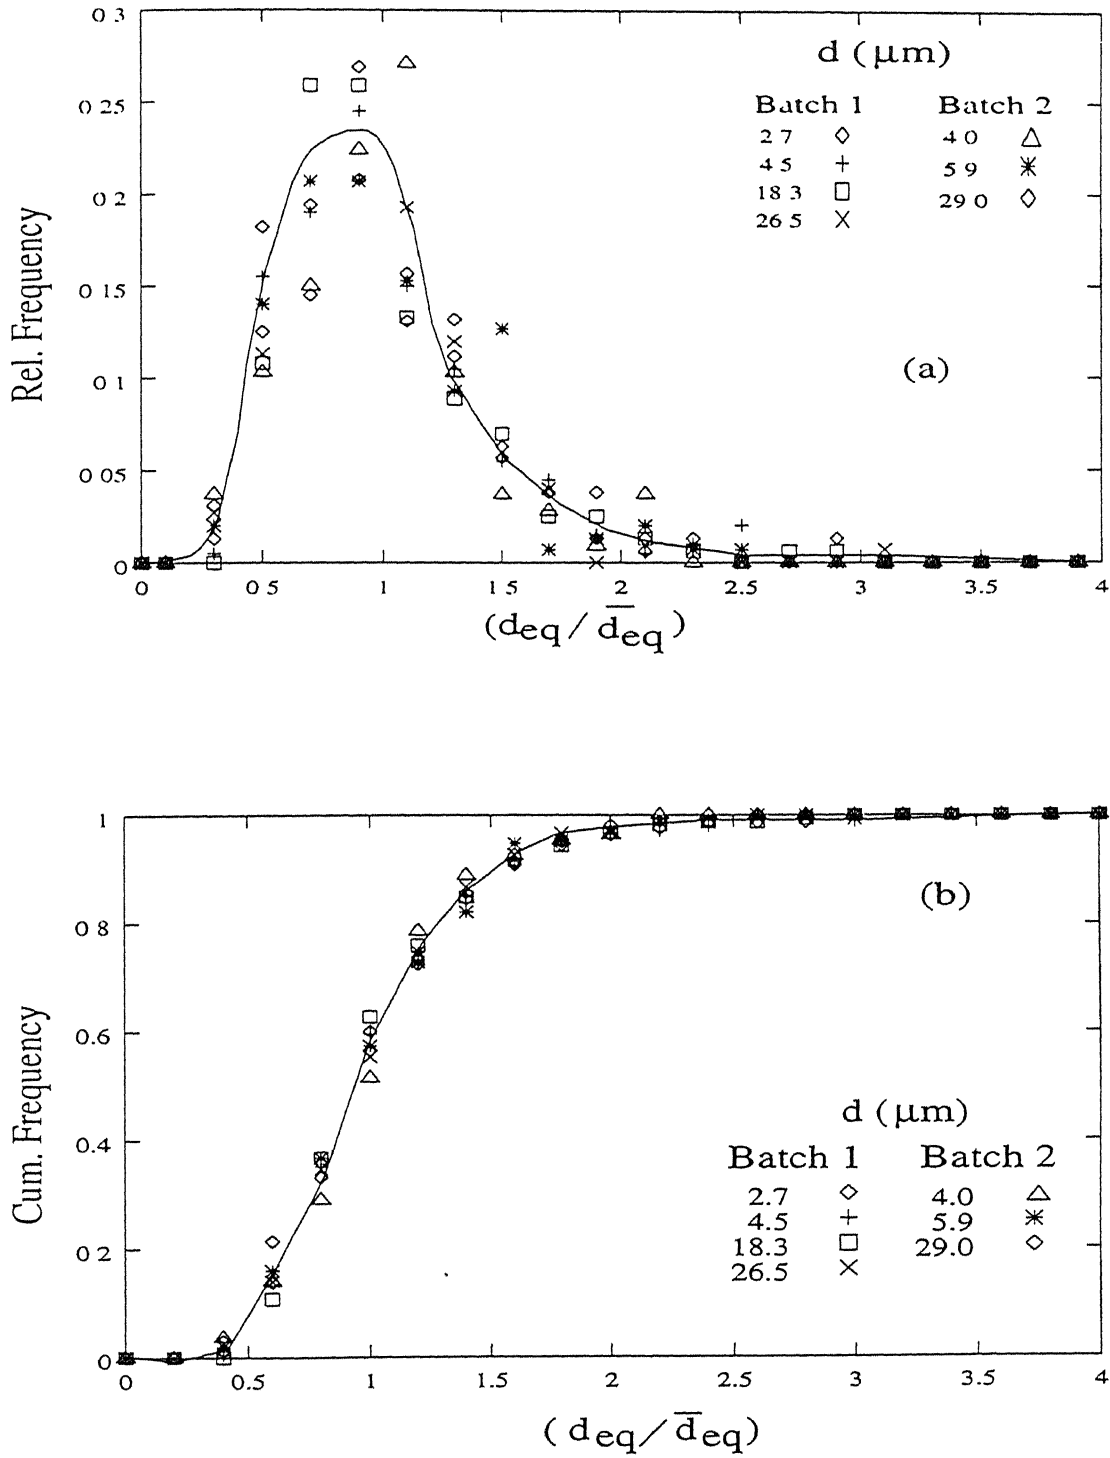 0 3
0 25
0 2
0 15
0 1
0 05
0
Rel. Frequency
d (μm)
Batch 1 Batch 2
2 7 ◇ 4 0 △
4 5 + 5 9 ✳
18 3 □ 29 0 ◇
26 5 ×
(a)
0 0 5 1 1 5 2 2.5 3 3.5 4
(deq / d̅eq)
1
0 8
0.6
0.4
0 2
0
Cum. Frequency
(b)
d (μm)
Batch 1 Batch 2
2.7 ◇ 4.0 △
4.5 + 5.9 ✳
18.3 □ 29.0 ◇
26.5 ×
0 0.5 1 1.5 2 2.5 3 3.5 4
( deq / d̅eq)